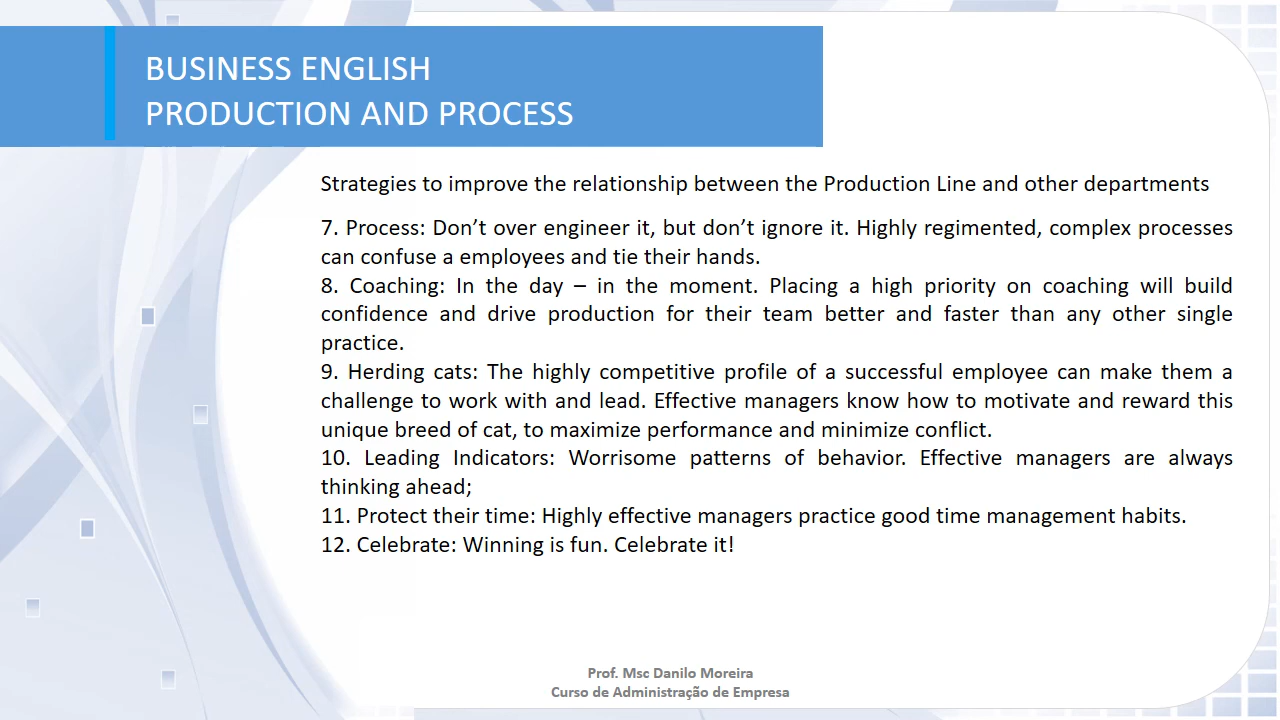 BUSINESS ENGLISH
PRODUCTION AND PROCESS
Strategies to improve the relationship between the Production Line and other departments
7. Process: Don’t over engineer it, but don’t ignore it. Highly regimented, complex processes
can confuse a employees and tie their hands.
8. Coaching: In the day – in the moment. Placing a high priority on coaching will build
confidence and drive production for their team better and faster than any other single
practice.
9. Herding cats: The highly competitive profile of a successful employee can make them a
challenge to work with and lead. Effective managers know how to motivate and reward this
unique breed of cat, to maximize performance and minimize conflict.
10. Leading Indicators: Worrisome patterns of behavior. Effective managers are always
thinking ahead;
11. Protect their time: Highly effective managers practice good time management habits.
12. Celebrate: Winning is fun. Celebrate it!
Prof. Msc Danilo Moreira
Curso de Administração de Empresa